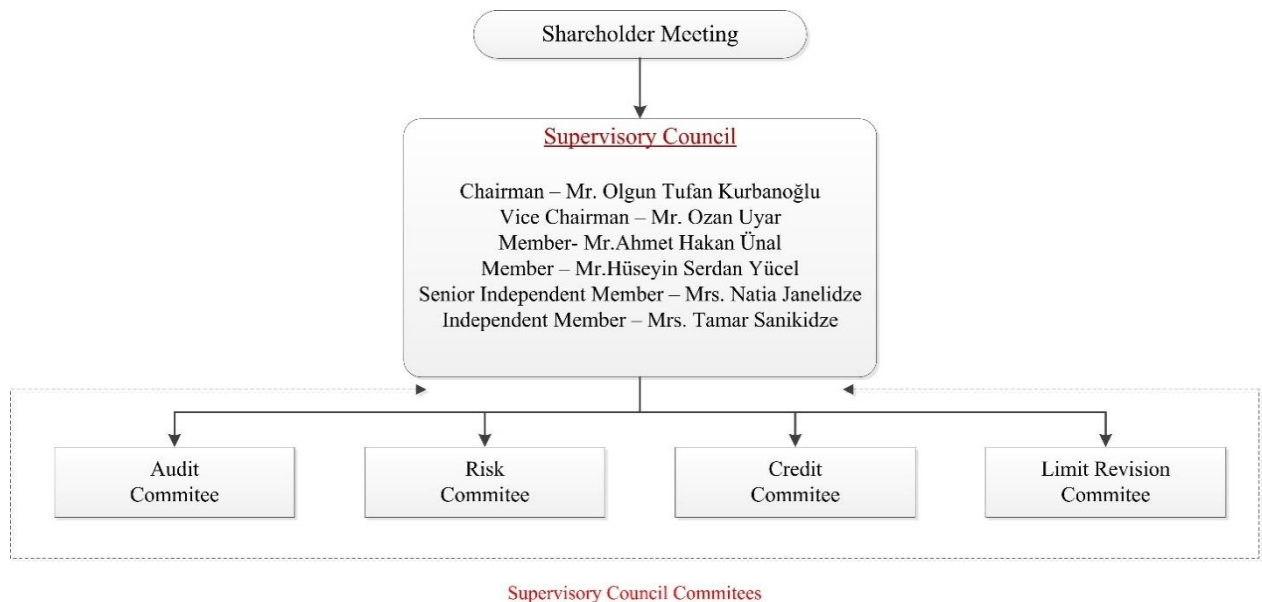 Shareholder Meeting
Supervisory Council
Chairman – Mr. Olgun Tufan Kurbanoğlu
Vice Chairman – Mr. Ozan Uyar
Member- Mr.Ahmet Hakan Ünal
Member – Mr.Hüseyin Serdan Yücel
Senior Independent Member – Mrs. Natia Janelidze
Independent Member – Mrs. Tamar Sanikidze
Audit
Commitee
Risk
Commitee
Credit
Commitee
Limit Revision
Commitee
Supervisory Council Commitees